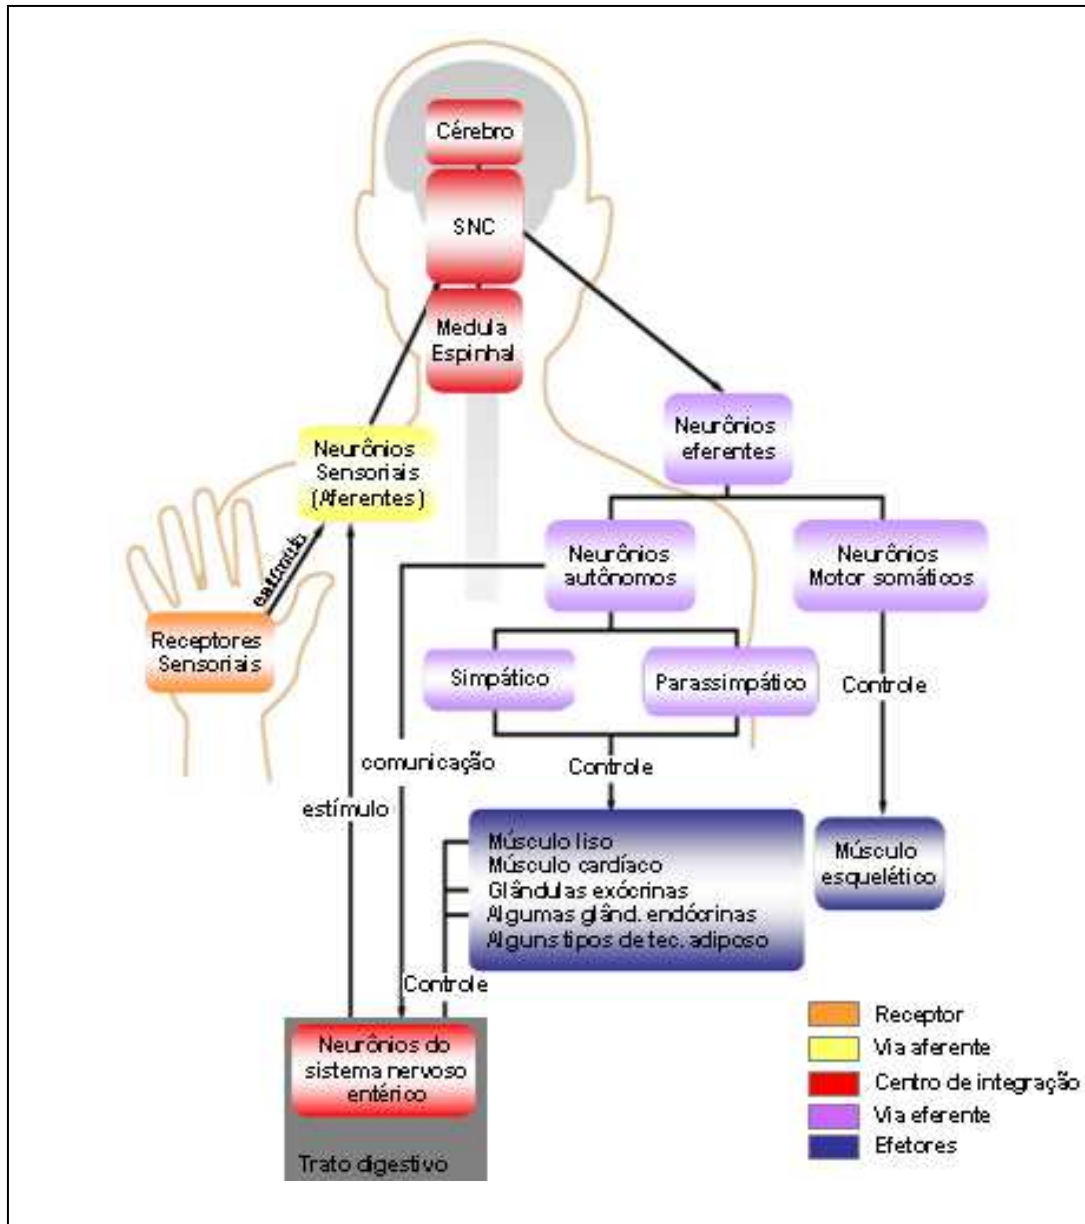 Cérebro
SNC
Medula
Espinhal
Neurônios
eferentes
Neurônios
Sensoriais
(Aferentes)
estímulo
Receptores
Sensoriais
Neurônios
autônomos
Neurônios
Motor somáticos
Simpático
Parassimpático
Controle
comunicação
Controle
estímulo
Músculo liso
Músculo cardíaco
Glândulas exócrinas
Algumas glând. endócrinas
Alguns tipos de tec. adiposo
Músculo
esquelético
Controle
Neurônios do
sistema nervoso
entérico
Trato digestivo
Receptor
Via aferente
Centro de integração
Via eferente
Efetores